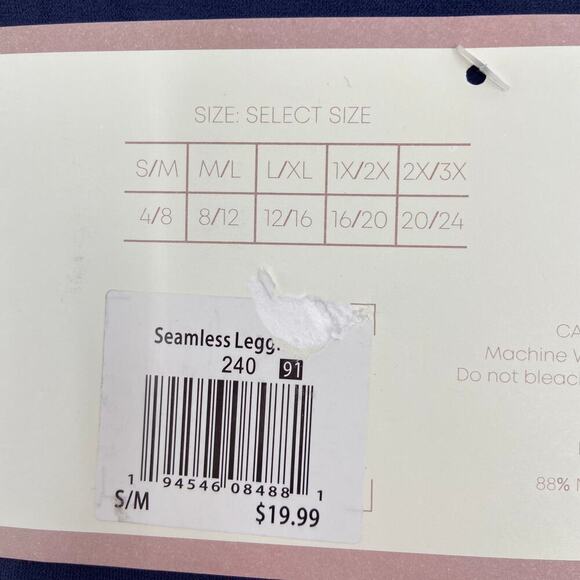 SIZE: SELECT SIZE
S/M M/L L/XL 1X/2X 2X/3X
4/8 8/12 12/16 16/20 20/24
Seamless Legg
240 91
1 94546 08488 1
S/M $19.99
CA
Machine
Do not bleac
88%